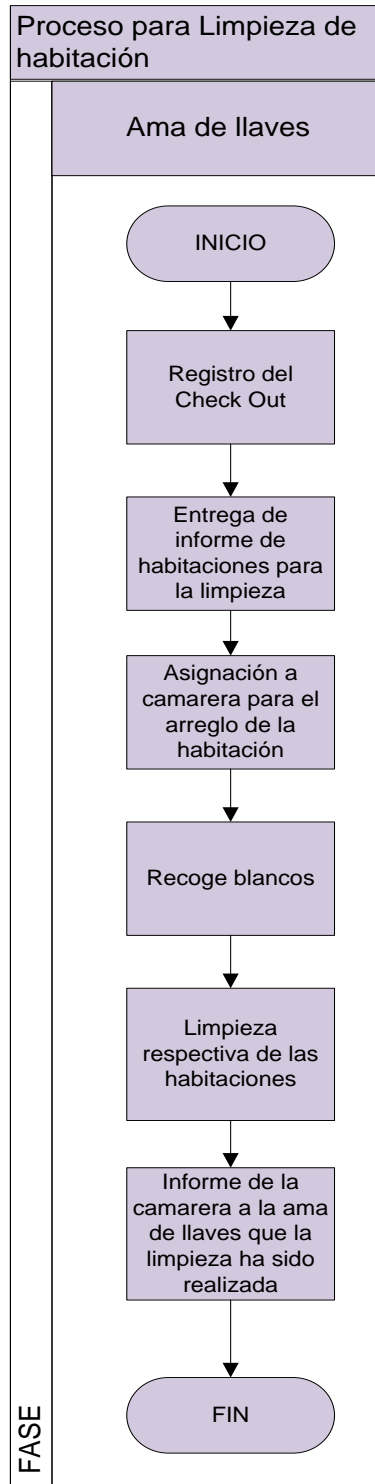 Proceso para Limpieza de
habitación
Ama de llaves
INICIO
Registro del
Check Out
Entrega de
informe de
habitaciones para
la limpieza
Asignación a
camarera para el
arreglo de la
habitación
Recoge blancos
Limpieza
respectiva de las
habitaciones
Informe de la
camarera a la ama
de llaves que la
limpieza ha sido
realizada
FIN
FASE